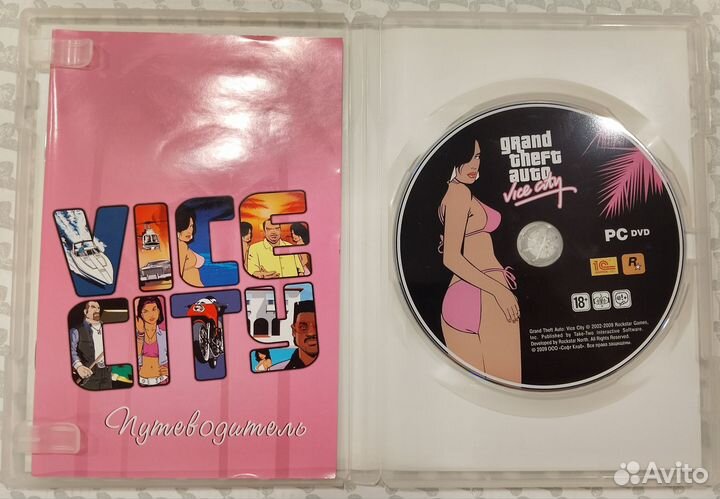 VICE
CITY
Путеводитель
grand
theft
auto
Vice City
PC DVD
1C
R
18+
Grand Theft Auto: Vice City © 2002-2009 Rockstar Games,
Inc. Published by Take-Two Interactive Software.
Developed by Rockstar North. All Rights Reserved.
© 2009 ООО «Софт Клаб». Все права защищены.
Avito